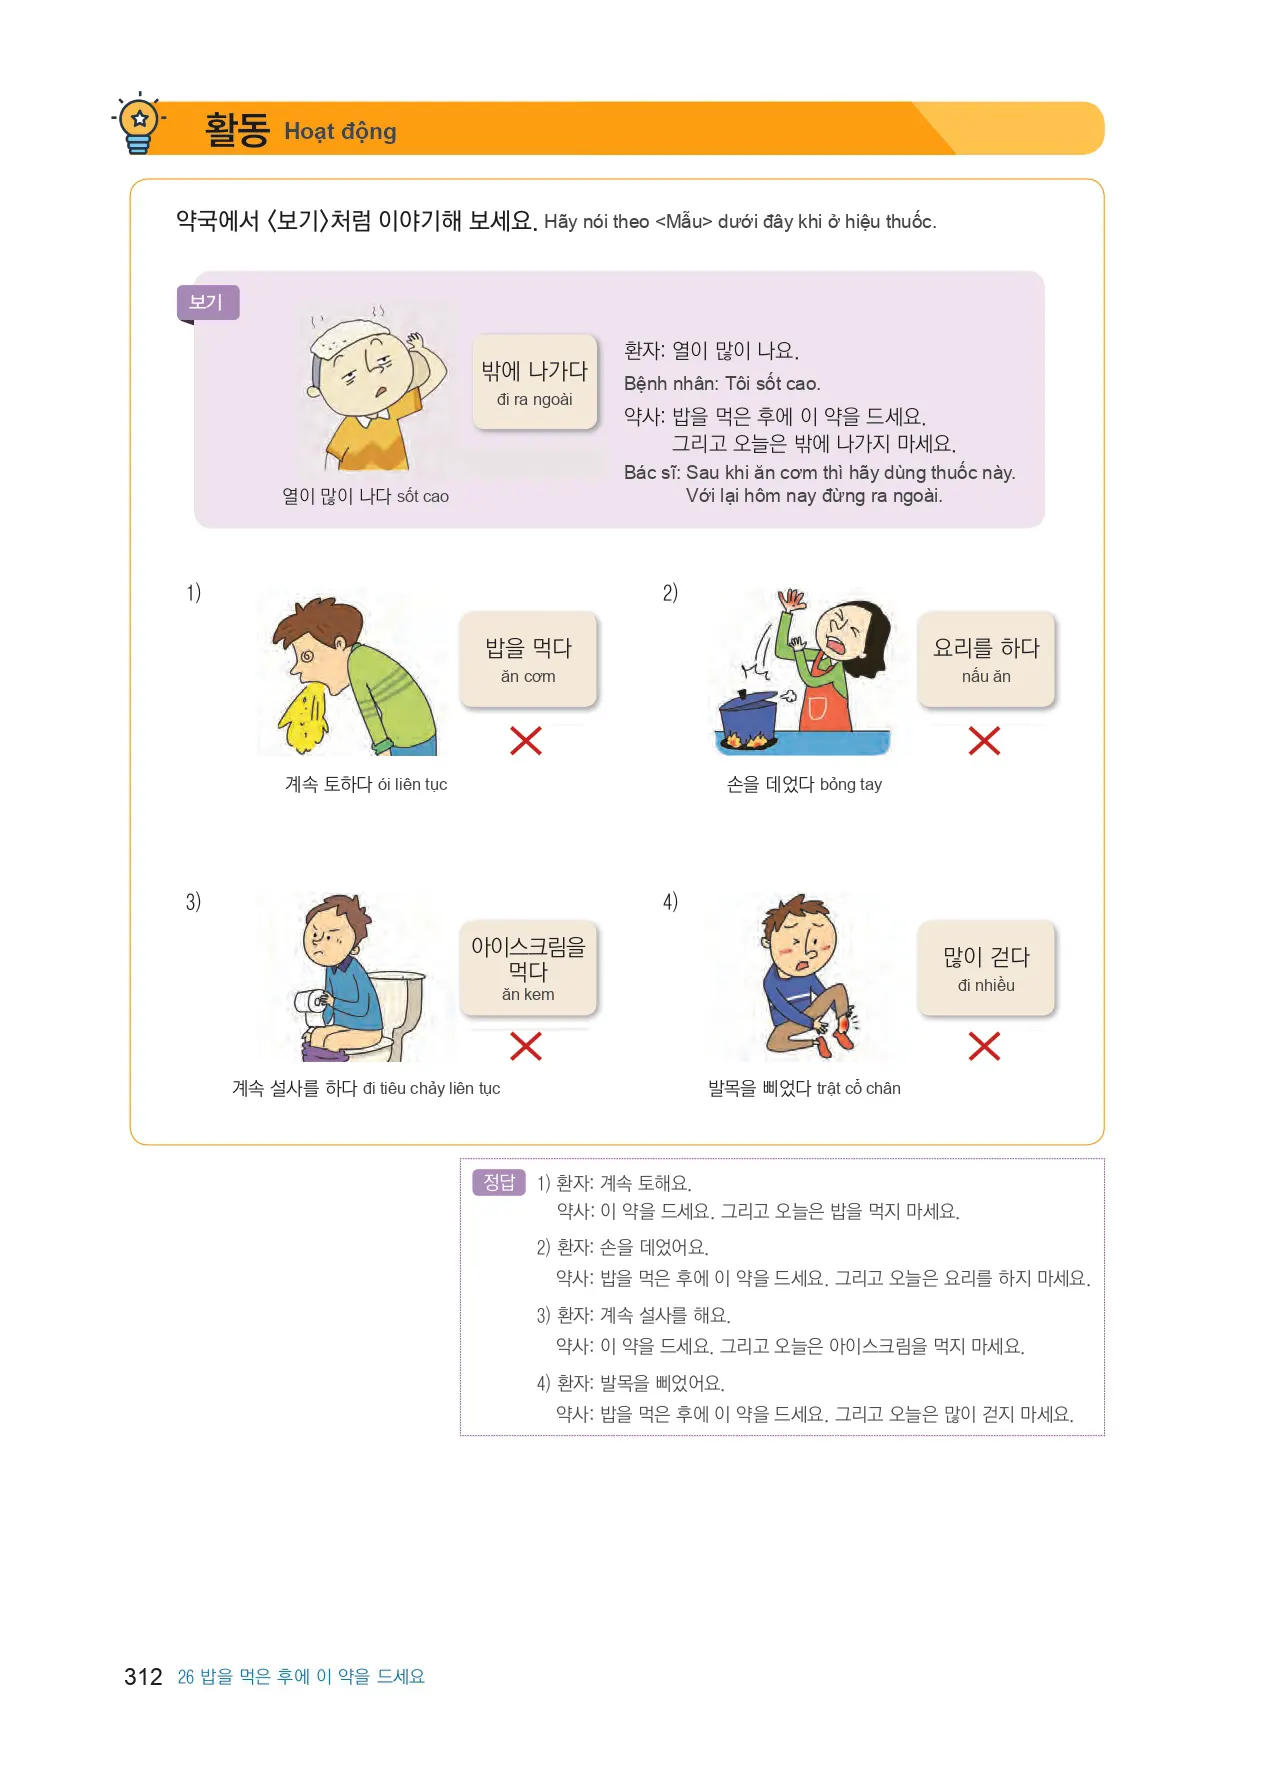 활동 Hoạt động
약국에서 〈보기〉처럼 이야기해 보세요. Hãy nói theo <Mẫu> dưới đây khi ở hiệu thuốc.
보기
밖에 나가다
đi ra ngoài
열이 많이 나다 sốt cao
환자: 열이 많이 나요.
Bệnh nhân: Tôi sốt cao.
약사: 밥을 먹은 후에 이 약을 드세요.
그리고 오늘은 밖에 나가지 마세요.
Bác sĩ: Sau khi ăn cơm thì hãy dùng thuốc này.
Với lại hôm nay đừng ra ngoài.
1)
밥을 먹다
ăn cơm
계속 토하다 ói liên tục
2)
요리를 하다
nấu ăn
손을 데었다 bỏng tay
3)
아이스크림을
먹다
ăn kem
계속 설사를 하다 đi tiêu chảy liên tục
4)
많이 걷다
đi nhiều
발목을 삐었다 trật cổ chân
정답
1) 환자: 계속 토해요.
약사: 이 약을 드세요. 그리고 오늘은 밥을 먹지 마세요.
2) 환자: 손을 데었어요.
약사: 밥을 먹은 후에 이 약을 드세요. 그리고 오늘은 요리를 하지 마세요.
3) 환자: 계속 설사를 해요.
약사: 이 약을 드세요. 그리고 오늘은 아이스크림을 먹지 마세요.
4) 환자: 발목을 삐었어요.
약사: 밥을 먹은 후에 이 약을 드세요. 그리고 오늘은 많이 걷지 마세요.
312 26 밥을 먹은 후에 이 약을 드세요